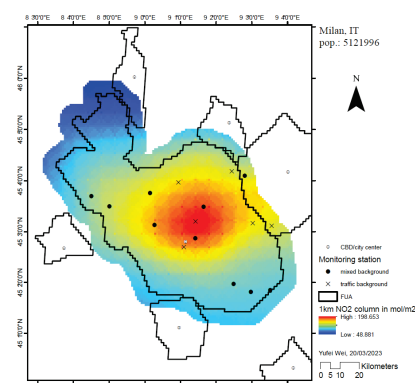 8 30'0"E 8 40'0"E 8 50'0"E 9 0'0"E 9 10'0"E 9 20'0"E 9 30'0"E 9 40'0"E
Milan, IT
pop.: 5121996
N
46 0'0"N
45 50'0"N
45 40'0"N
45 30'0"N
45 20'0"N
45 10'0"N
CBD/city center
Monitoring station
mixed background
traffic background
FUA
1km NO2 column in mol/m2
High : 198.653
Low : 48.881
Yufei Wei, 20/03/2023
Kilometers
0 5 10 20